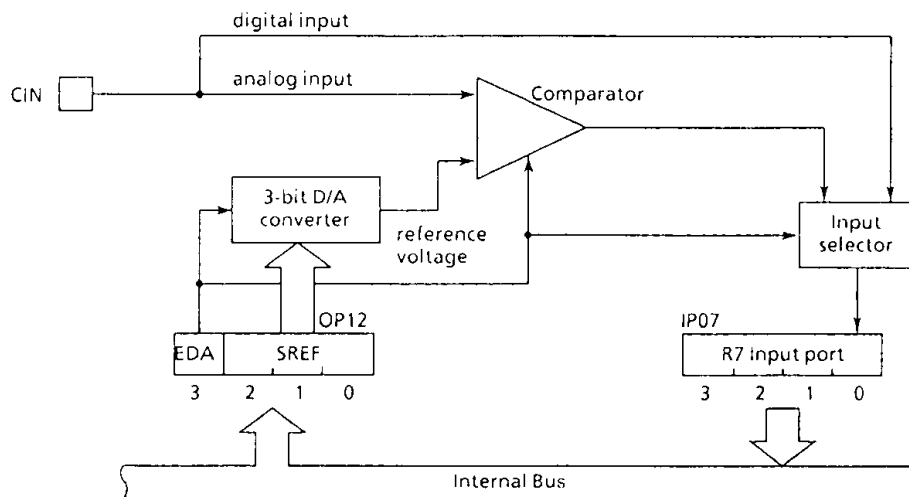 digital input
CIN
analog input
Comparator
3-bit D/A
converter
reference
voltage
Input
selector
OP12
EDA SREF
3 2 1 0
IP07
R7 Input port
3 2 1 0
Internal Bus